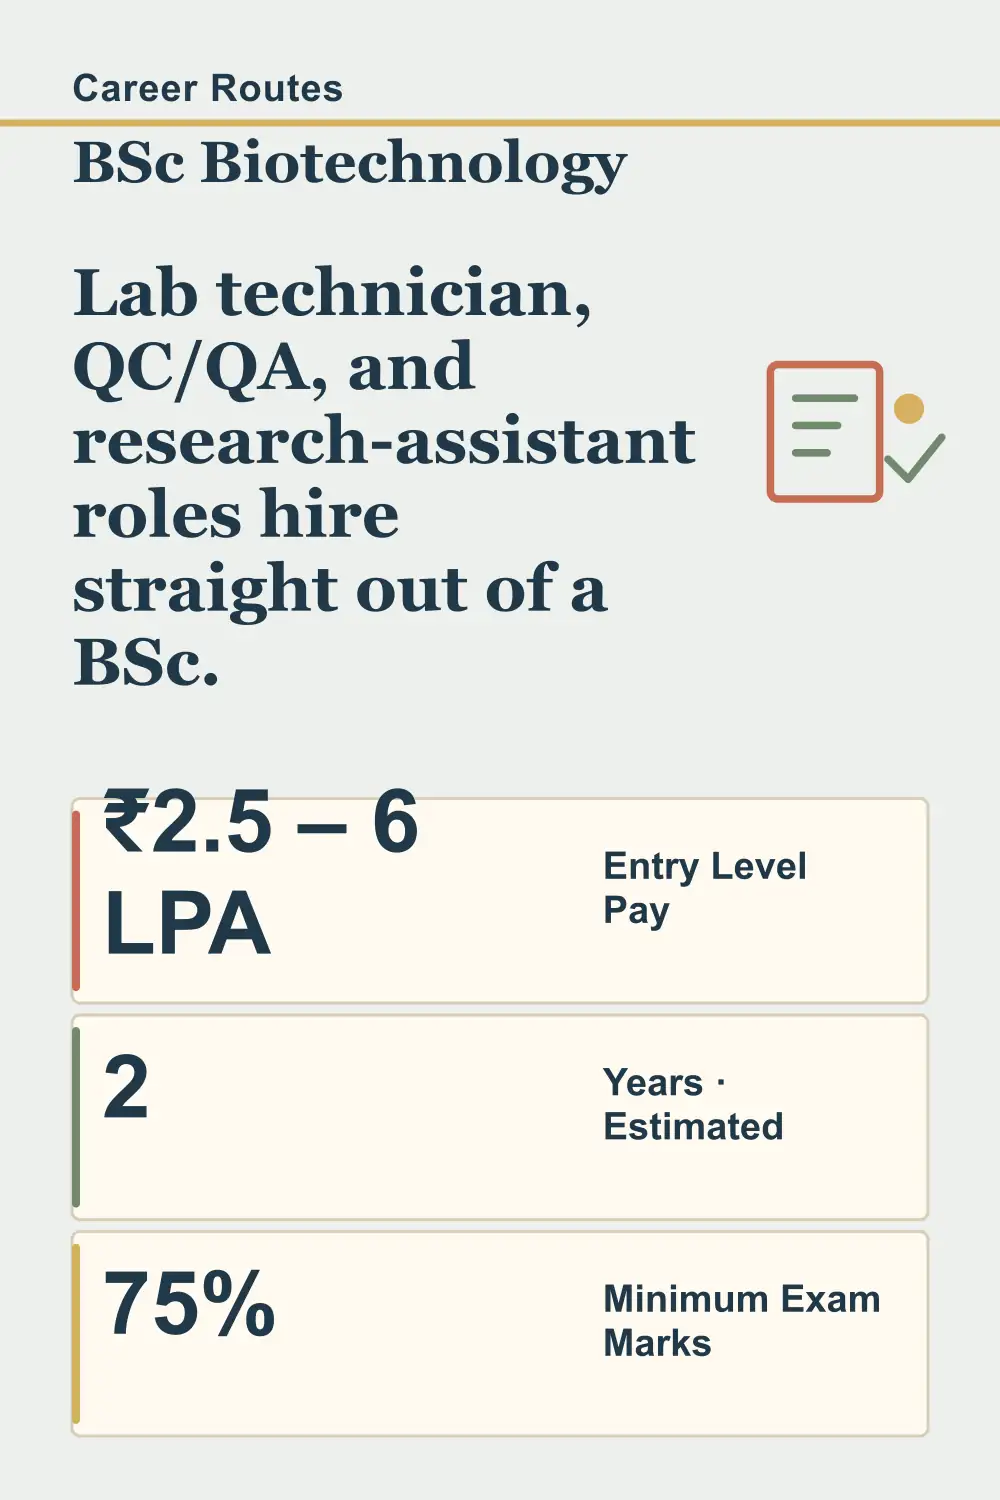 Career Routes
BSc Biotechnology
Lab technician,
QC/QA, and
research-assistant
roles hire
straight out of a
BSc.
₹2.5 – 6
LPA
Entry Level
Pay
2
Years ·
Estimated
75%
Minimum Exam
Marks